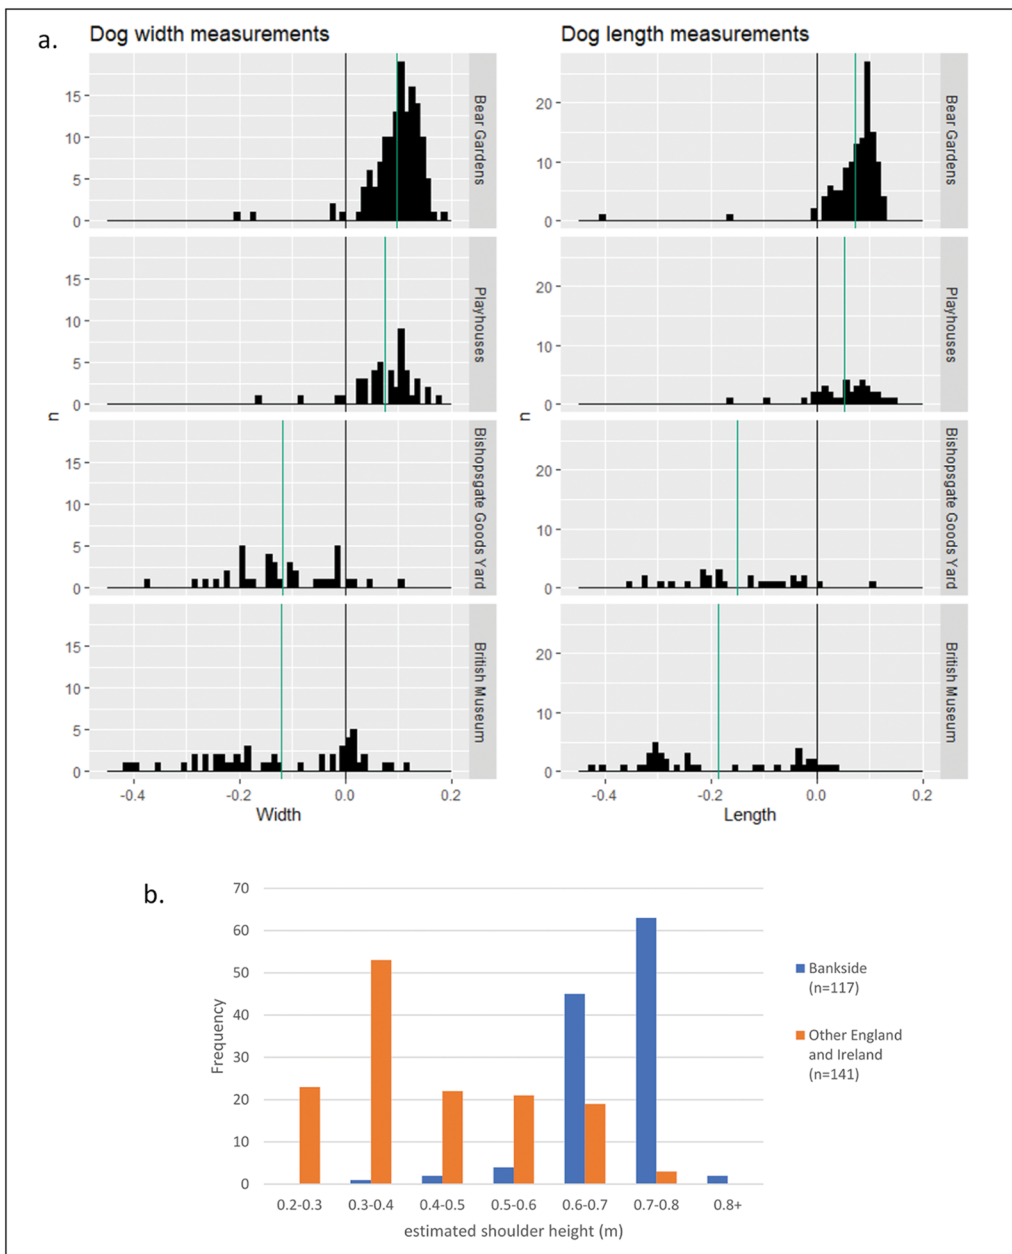 a.
Dog width measurements
15
10
5
0
Bear Gardens
15
10
5
0
Playhouses
15
10
5
0
Bishopsgate Goods Yard
15
10
5
0
British Museum
n
-0.4 -0.2 0.0 0.2
Width
Dog length measurements
20
10
0
Bear Gardens
20
10
0
Playhouses
20
10
0
Bishopsgate Goods Yard
20
10
0
British Museum
n
-0.4 -0.2 0.0 0.2
Length
b.
70
60
50
40
30
20
10
0
Frequency
0.2-0.3 0.3-0.4 0.4-0.5 0.5-0.6 0.6-0.7 0.7-0.8 0.8+
estimated shoulder height (m)
Bankside
(n=117)
Other England
and Ireland
(n=141)